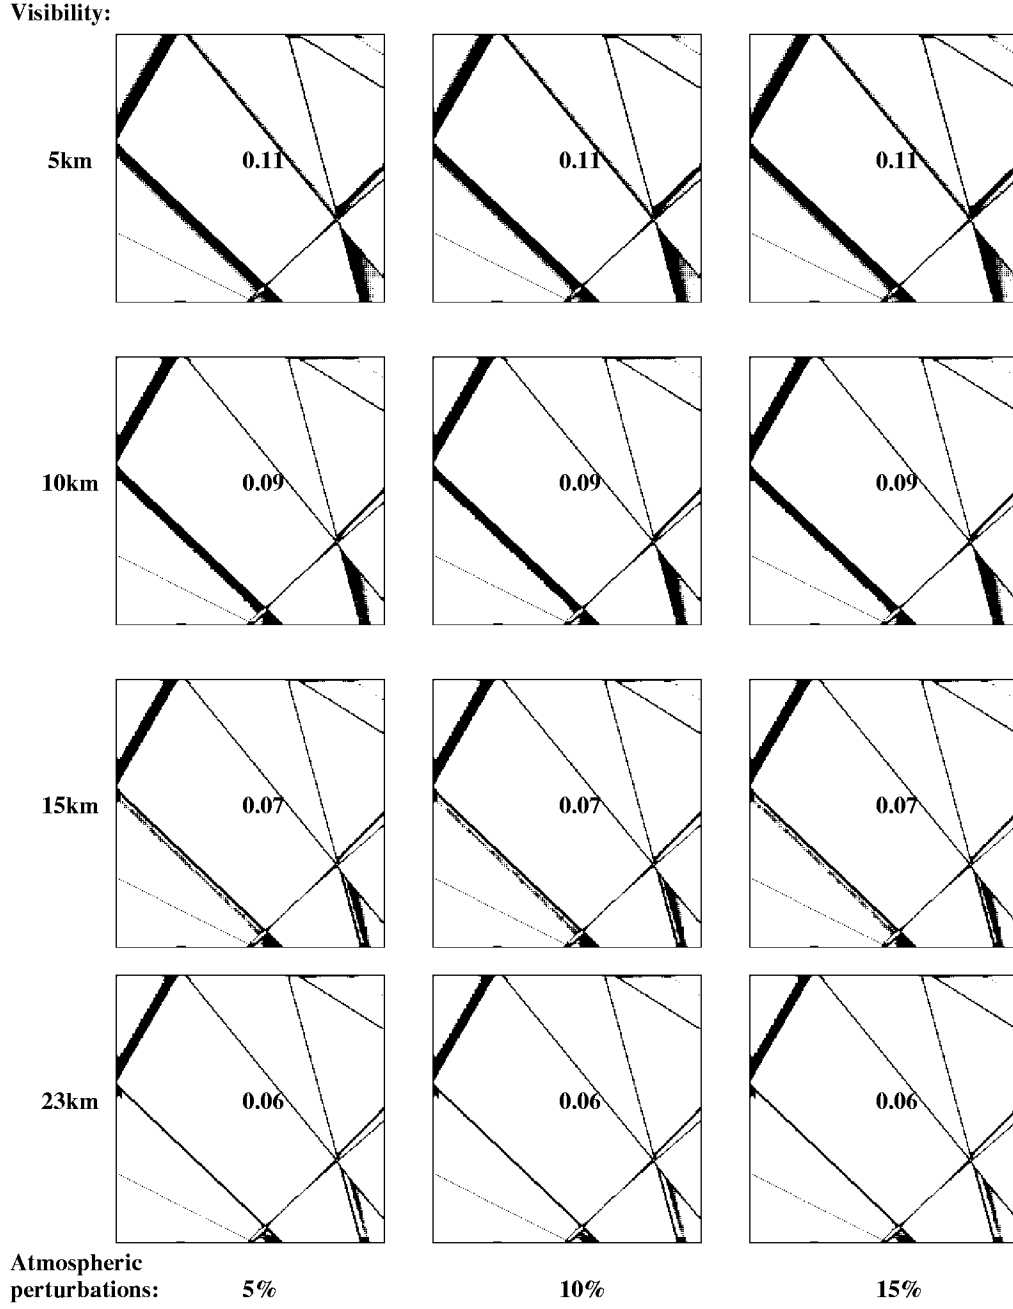 Visibility:
5km 0.11 0.11 0.11
10km 0.09 0.09 0.09
15km 0.07 0.07 0.07
23km 0.06 0.06 0.06
Atmospheric
perturbations: 5% 10% 15%